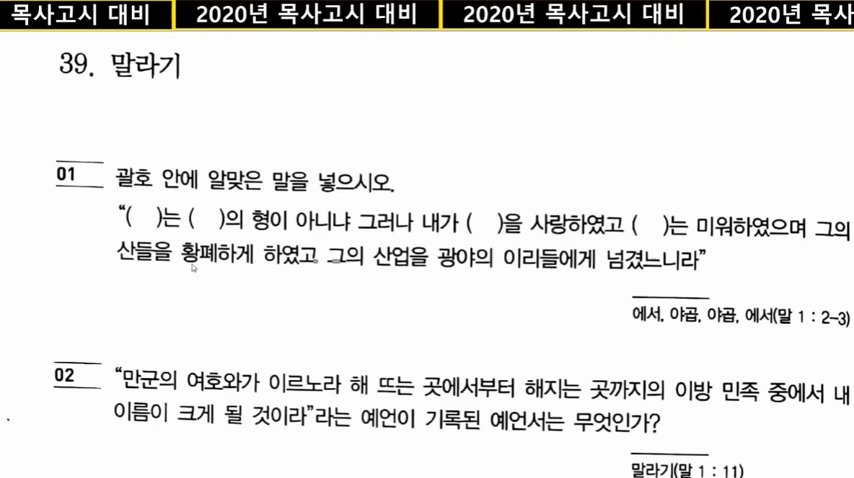 목사고시 대비 2020년 목사고시 대비 2020년 목사고시 대비 2020년 목사
39. 말라기
01 괄호 안에 알맞은 말을 넣으시오.
“( )는 ( )의 형이 아니냐 그러나 내가 ( )을 사랑하였고 ( )는 미워하였으며 그의
산들을 황폐하게 하였고 그의 산업을 광야의 이리들에게 넘겼느니라”
에서, 야곱, 야곱, 에서(말 1 : 2-3)
02 “만군의 여호와가 이르노라 해 뜨는 곳에서부터 해지는 곳까지의 이방 민족 중에서 내
이름이 크게 될 것이라”라는 예언이 기록된 예언서는 무엇인가?
말라기(말 1 : 11)